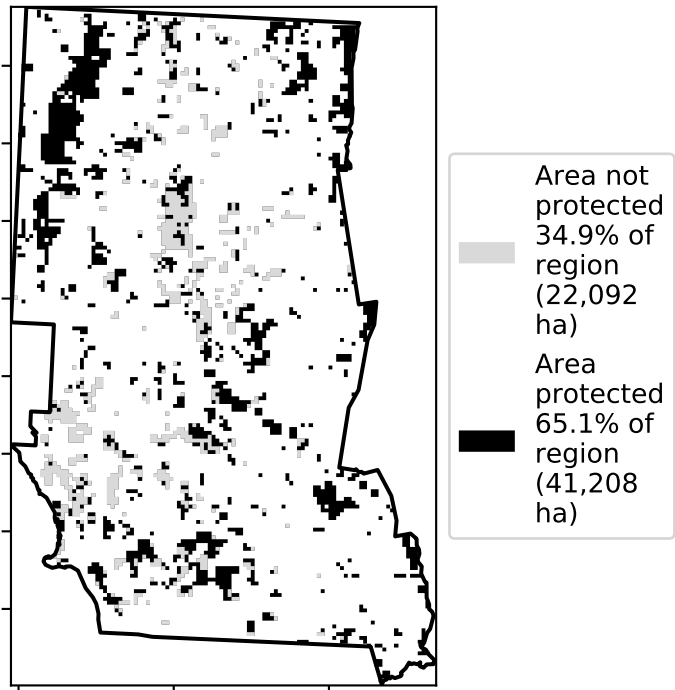 Area not
protected
34.9% of
region
(22,092
ha)
Area
protected
65.1% of
region
(41,208
ha)